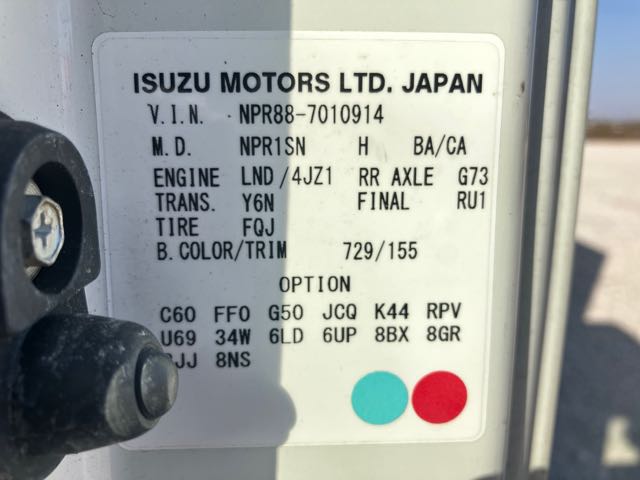 ISUZU MOTORS LTD. JAPAN
V.I.N. NPR88-7010914
M.D. NPR1SN H BA/CA
ENGINE LND/4JZ1 RR AXLE G73
TRANS. Y6N FINAL RU1
TIRE FQJ
B.COLOR/TRIM 729/155
OPTION
C60 FF0 G50 JCQ K44 RPV
U69 34W 6LD 6UP 8BX 8GR
8NS